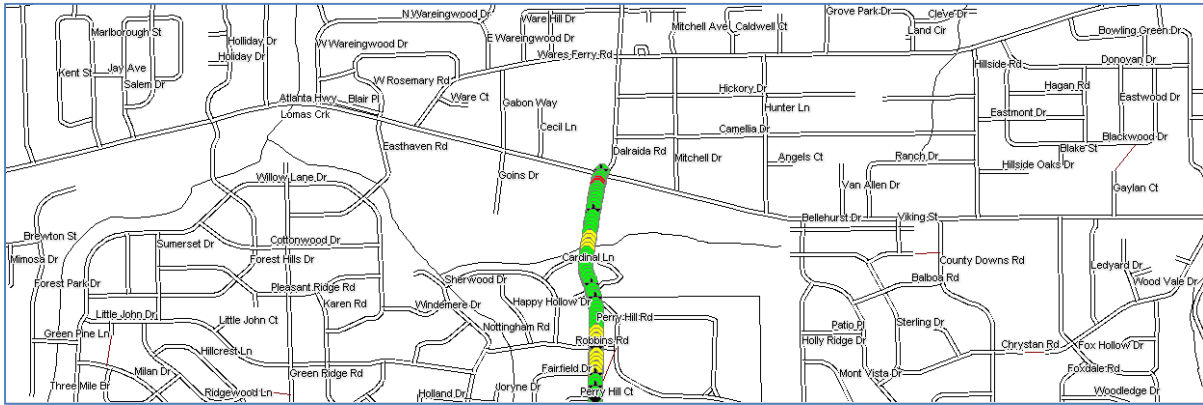 N Wareingwood Dr
Ware Hill Dr
Grove Park Dr
Cleve Dr
Marlborough St
Mitchell Ave
Caldwell Ct
Land Cir
Bowling Green Dr
Holliday Dr
W Wareingwood Dr
E Wareingwood Dr
Holiday Dr
Wares Ferry Rd
Hillside Rd
Donovan Dr
Kent St
Jay Ave
Salem Dr
W Rosemary Rd
Hickory Dr
Hagan Rd
Atlanta Hwy
Blair Pl
Ware Ct
Gabon Way
Hunter Ln
Eastmont Dr
Eastwood Dr
Lomas Crk
Cecil Ln
Camellia Dr
Blackwood Dr
Easthaven Rd
Dalraida Rd
Mitchell Dr
Angels Ct
Ranch Dr
Blake St
Hillside Oaks Dr
Willow Lane Dr
Goins Dr
Van Allen Dr
Gaylan Ct
Bellehurst Dr
Viking St
Brewton St
Sumerset Dr
Cottonwood Dr
Mimosa Dr
Forest Hills Dr
Cardinal Ln
County Downs Rd
Ledyard Dr
Forest Park Dr
Pleasant Ridge Rd
Sherwood Dr
Balboa Rd
Wood Vale Dr
Karen Rd
Windemere Dr
Happy Hollow Dr
Little John Dr
Little John Ct
Perry Hill Rd
Green Pine Ln
Nottingham Rd
Robbins Rd
Patio Pl
Sterling Dr
Hillcrest Ln
Holly Ridge Dr
Chrystan Rd
Fox Hollow Dr
Milan Dr
Green Ridge Rd
Fairfield Dr
Mont Vista Dr
Foxdale Rd
Three Mile Br
Ridgewood Ln
Holland Dr
Joryne Dr
Perry Hill Ct
Woodledge Dr